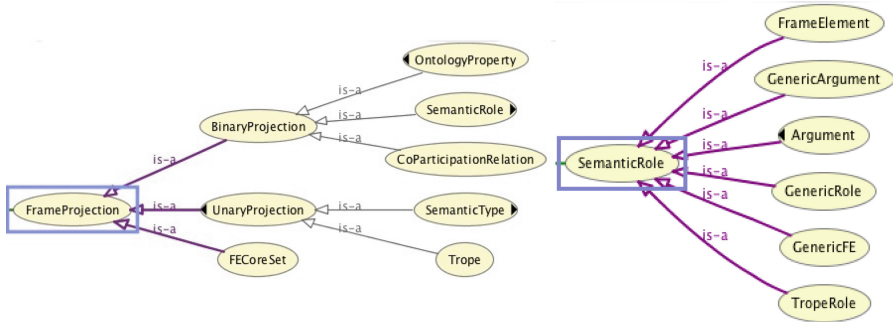 OntologyProperty
is-a
SemanticRole
BinaryProjection
is-a
is-a
CoParticipationRelation
is-a
FrameProjection
is-a
UnaryProjection
is-a
SemanticType
is-a
is-a
FECoreSet
Trope
FrameElement
is-a
GenericArgument
is-a
Argument
is-a
SemanticRole
is-a
GenericRole
is-a
GenericFE
is-a
TropeRole